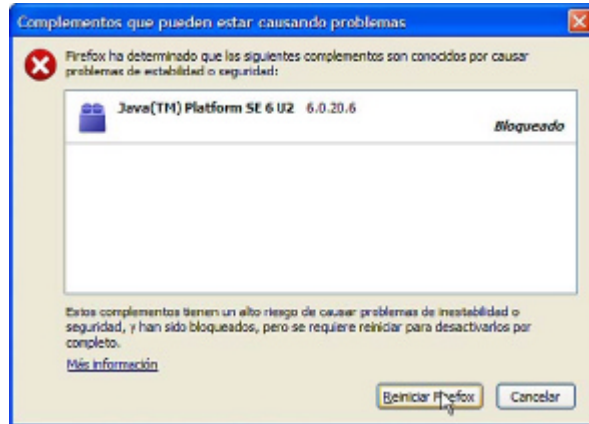 Complementos que pueden estar causando problemas
Firefox ha determinado que los siguientes complementos son conocidos por causar
problemas de estabilidad o seguridad:
Java(TM) Platform SE 6 U2 6.0.20.6
Bloqueado
Estos complementos tienen un alto riesgo de causar problemas de inestabilidad o
seguridad, y han sido bloqueados, pero se requiere reiniciar para desactivarlos por
completo.
Más información
Reiniciar Firefox Cancelar